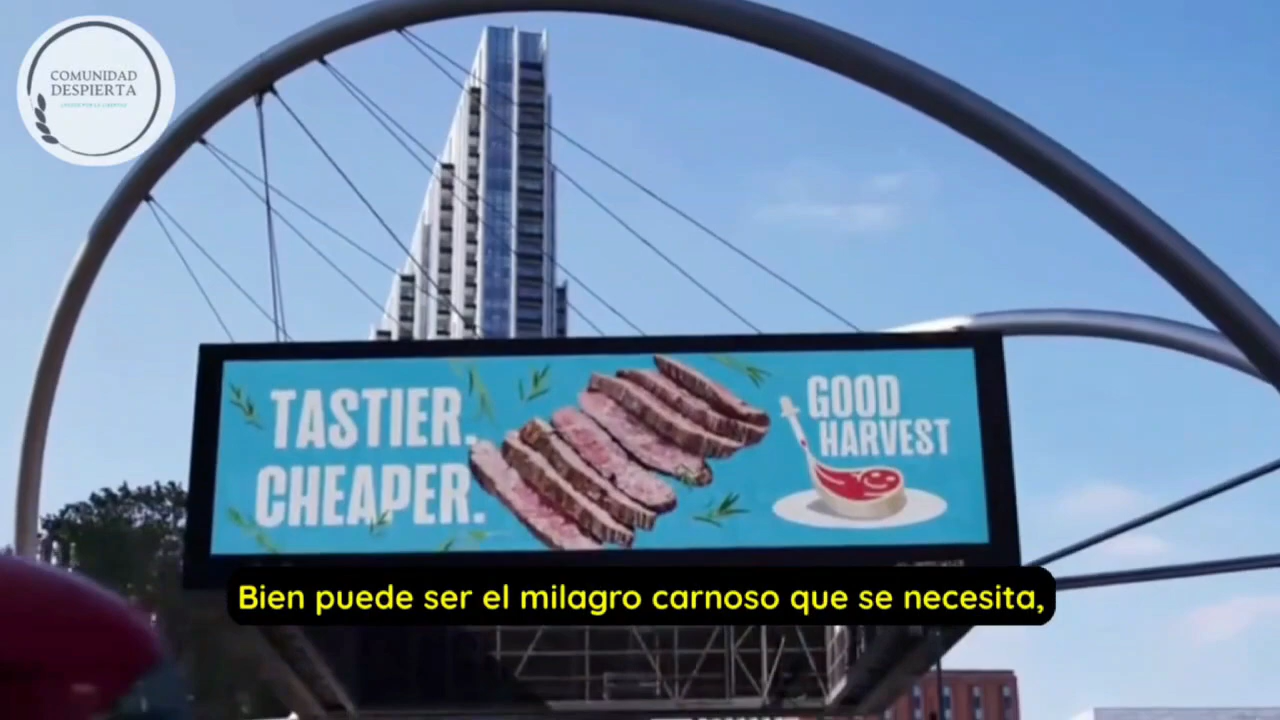 COMUNIDAD
DESPIERTA
TASTIER.
CHEAPER.
GOOD
HARVEST
Bien puede ser el milagro carnoso que se necesita,